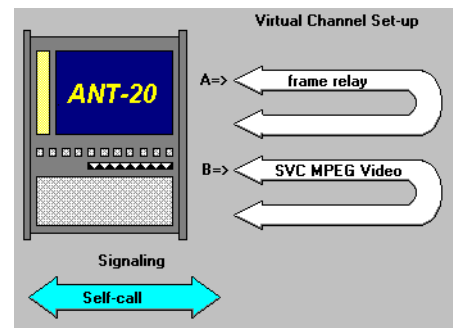 Virtual Channel Set-up
ANT-20
A=>
frame relay
B=>
SVC MPEG Video
Signaling
Self-call